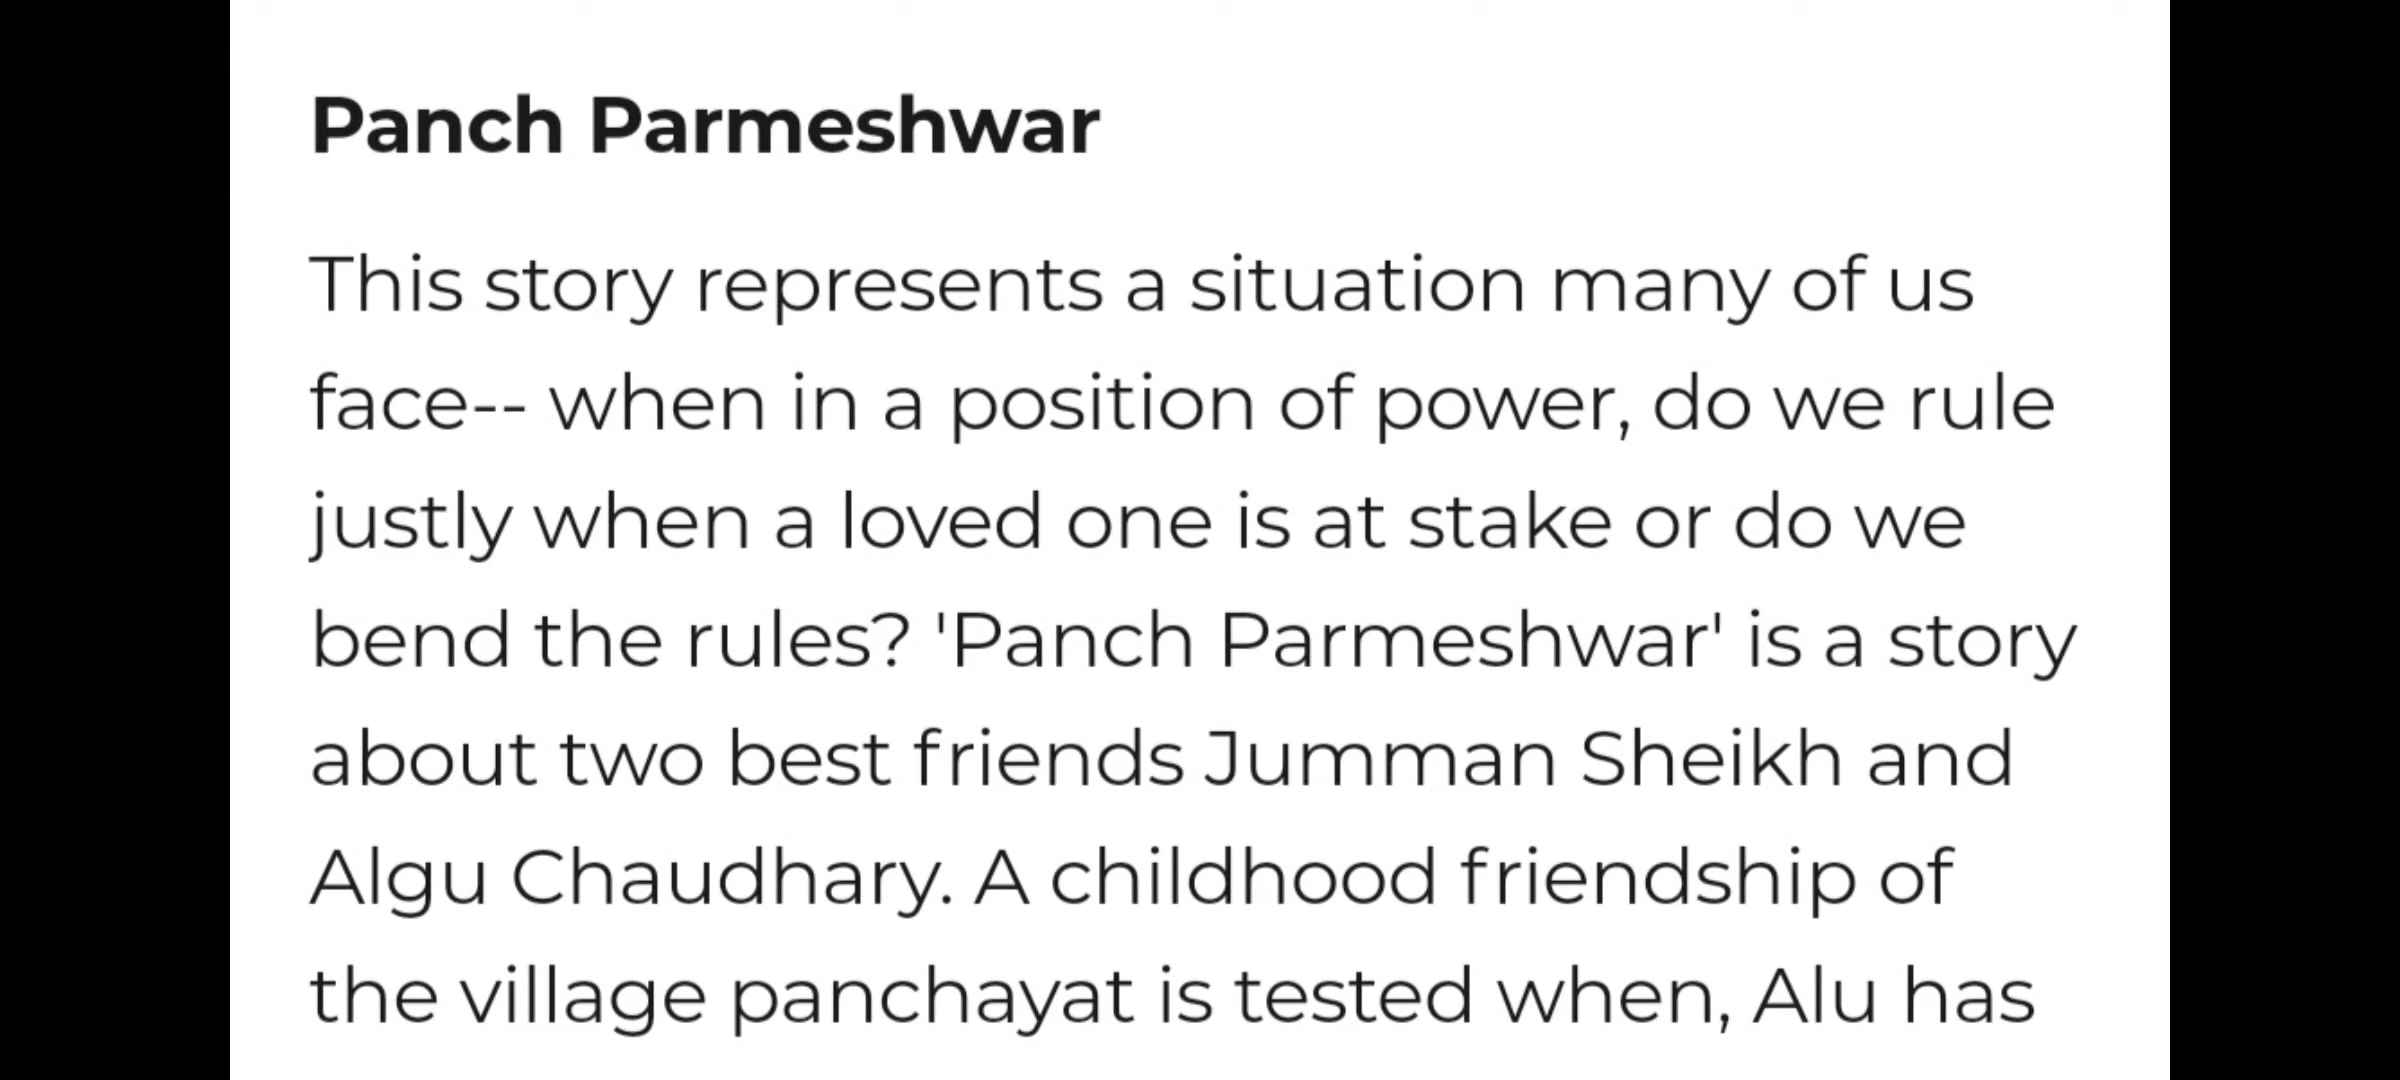 Panch Parmeshwar
This story represents a situation many of us
face-- when in a position of power, do we rule
justly when a loved one is at stake or do we
bend the rules? 'Panch Parmeshwar' is a story
about two best friends Jumman Sheikh and
Algu Chaudhary. A childhood friendship of
the village panchayat is tested when, Alu has